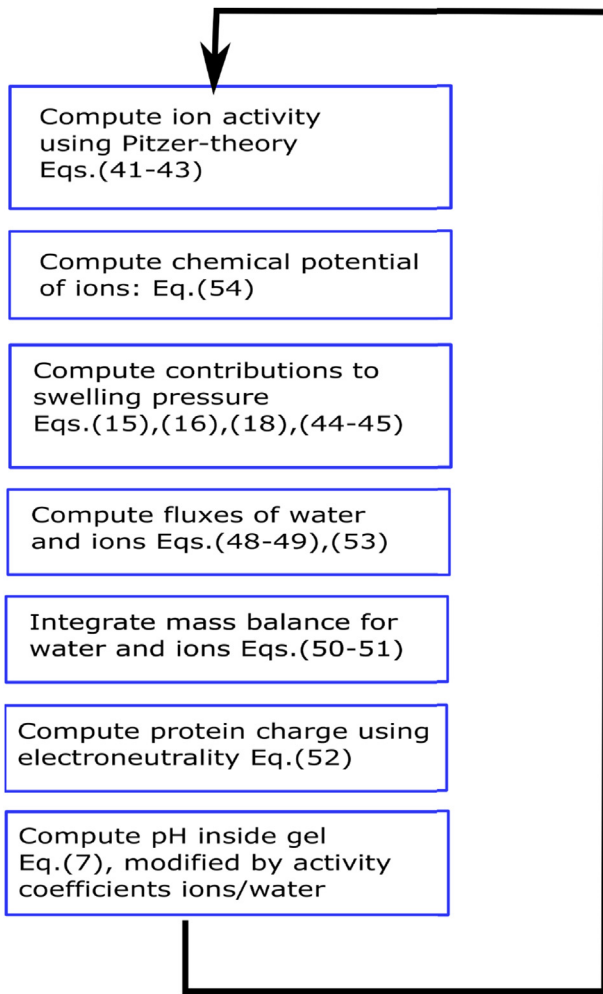 Compute ion activity
using Pitzer-theory
Eqs.(41-43)
Compute chemical potential
of ions: Eq.(54)
Compute contributions to
swelling pressure
Eqs.(15),(16),(18),(44-45)
Compute fluxes of water
and ions Eqs.(48-49),(53)
Integrate mass balance for
water and ions Eqs.(50-51)
Compute protein charge using
electroneutrality Eq.(52)
Compute pH inside gel
Eq.(7), modified by activity
coefficients ions/water